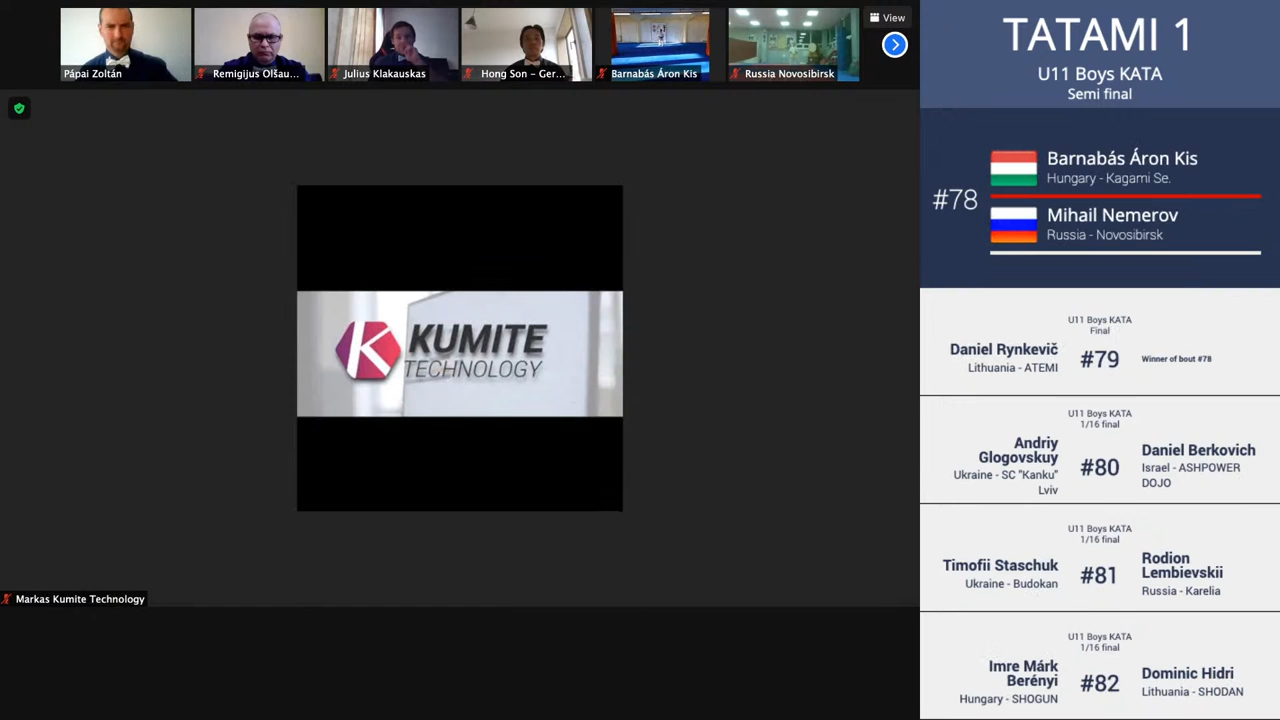 Pápai Zoltán
Remigijus Olšau...
Julius Klakauskas
Hong Son – Ger...
Barnabás Áron Kis
Russia Novosibirsk
View
KUMITE
TECHNOLOGY
Markas Kumite Technology
TATAMI 1
U11 Boys KATA
Semi final
#78
Barnabás Áron Kis
Hungary - Kagami Se.
Mihail Nemerov
Russia - Novosibirsk
U11 Boys KATA
Final
Daniel Rynkevič
Lithuania - ATEMI
#79
Winner of bout #78
U11 Boys KATA
1/16 final
Andriy
Glogovskuy
Ukraine - SC "Kanku"
Lviv
#80
Daniel Berkovich
Israel - ASHPOWER
DOJO
U11 Boys KATA
1/16 final
Timofii Staschuk
Ukraine - Budokan
#81
Rodion
Lembievskii
Russia - Karelia
U11 Boys KATA
1/16 final
Imre Márk
Berényi
Hungary - SHOGUN
#82
Dominic Hidri
Lithuania - SHODAN